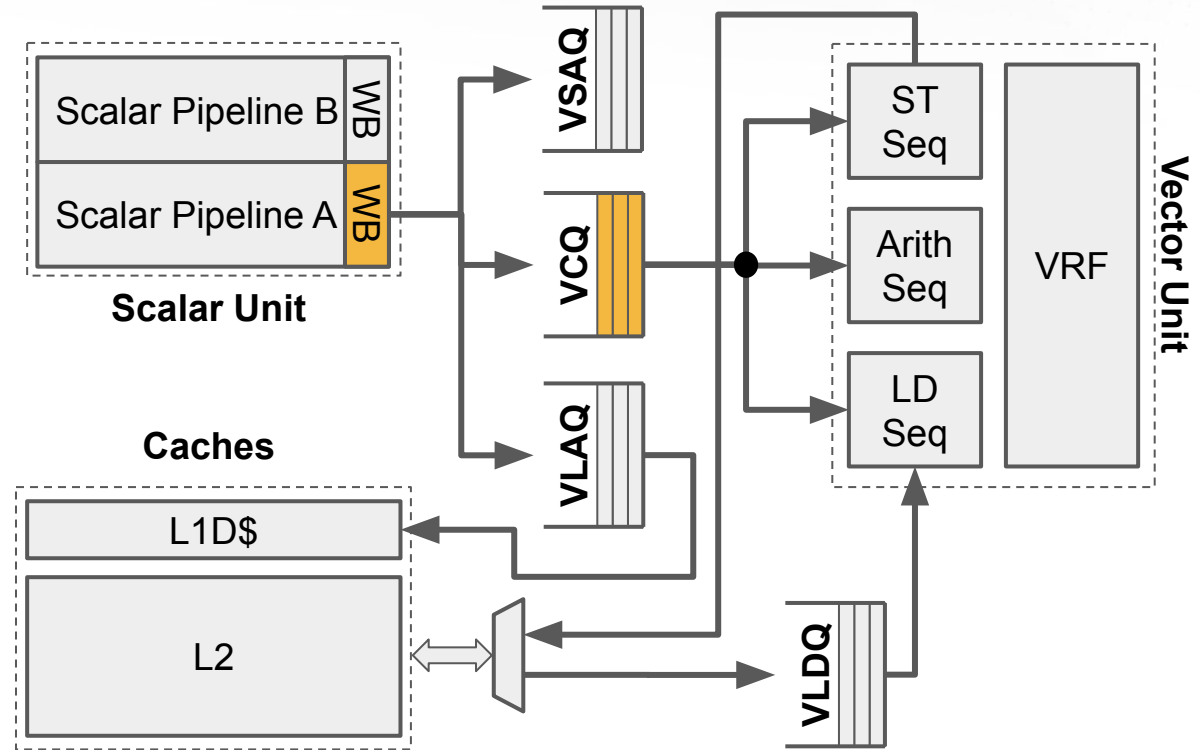 Scalar Pipeline B
WB
Scalar Pipeline A
WB
Scalar Unit
VSAQ
VCQ
VLAQ
ST
Seq
Arith
Seq
LD
Seq
VRF
Vector Unit
Caches
L1D$
L2
VLDQ